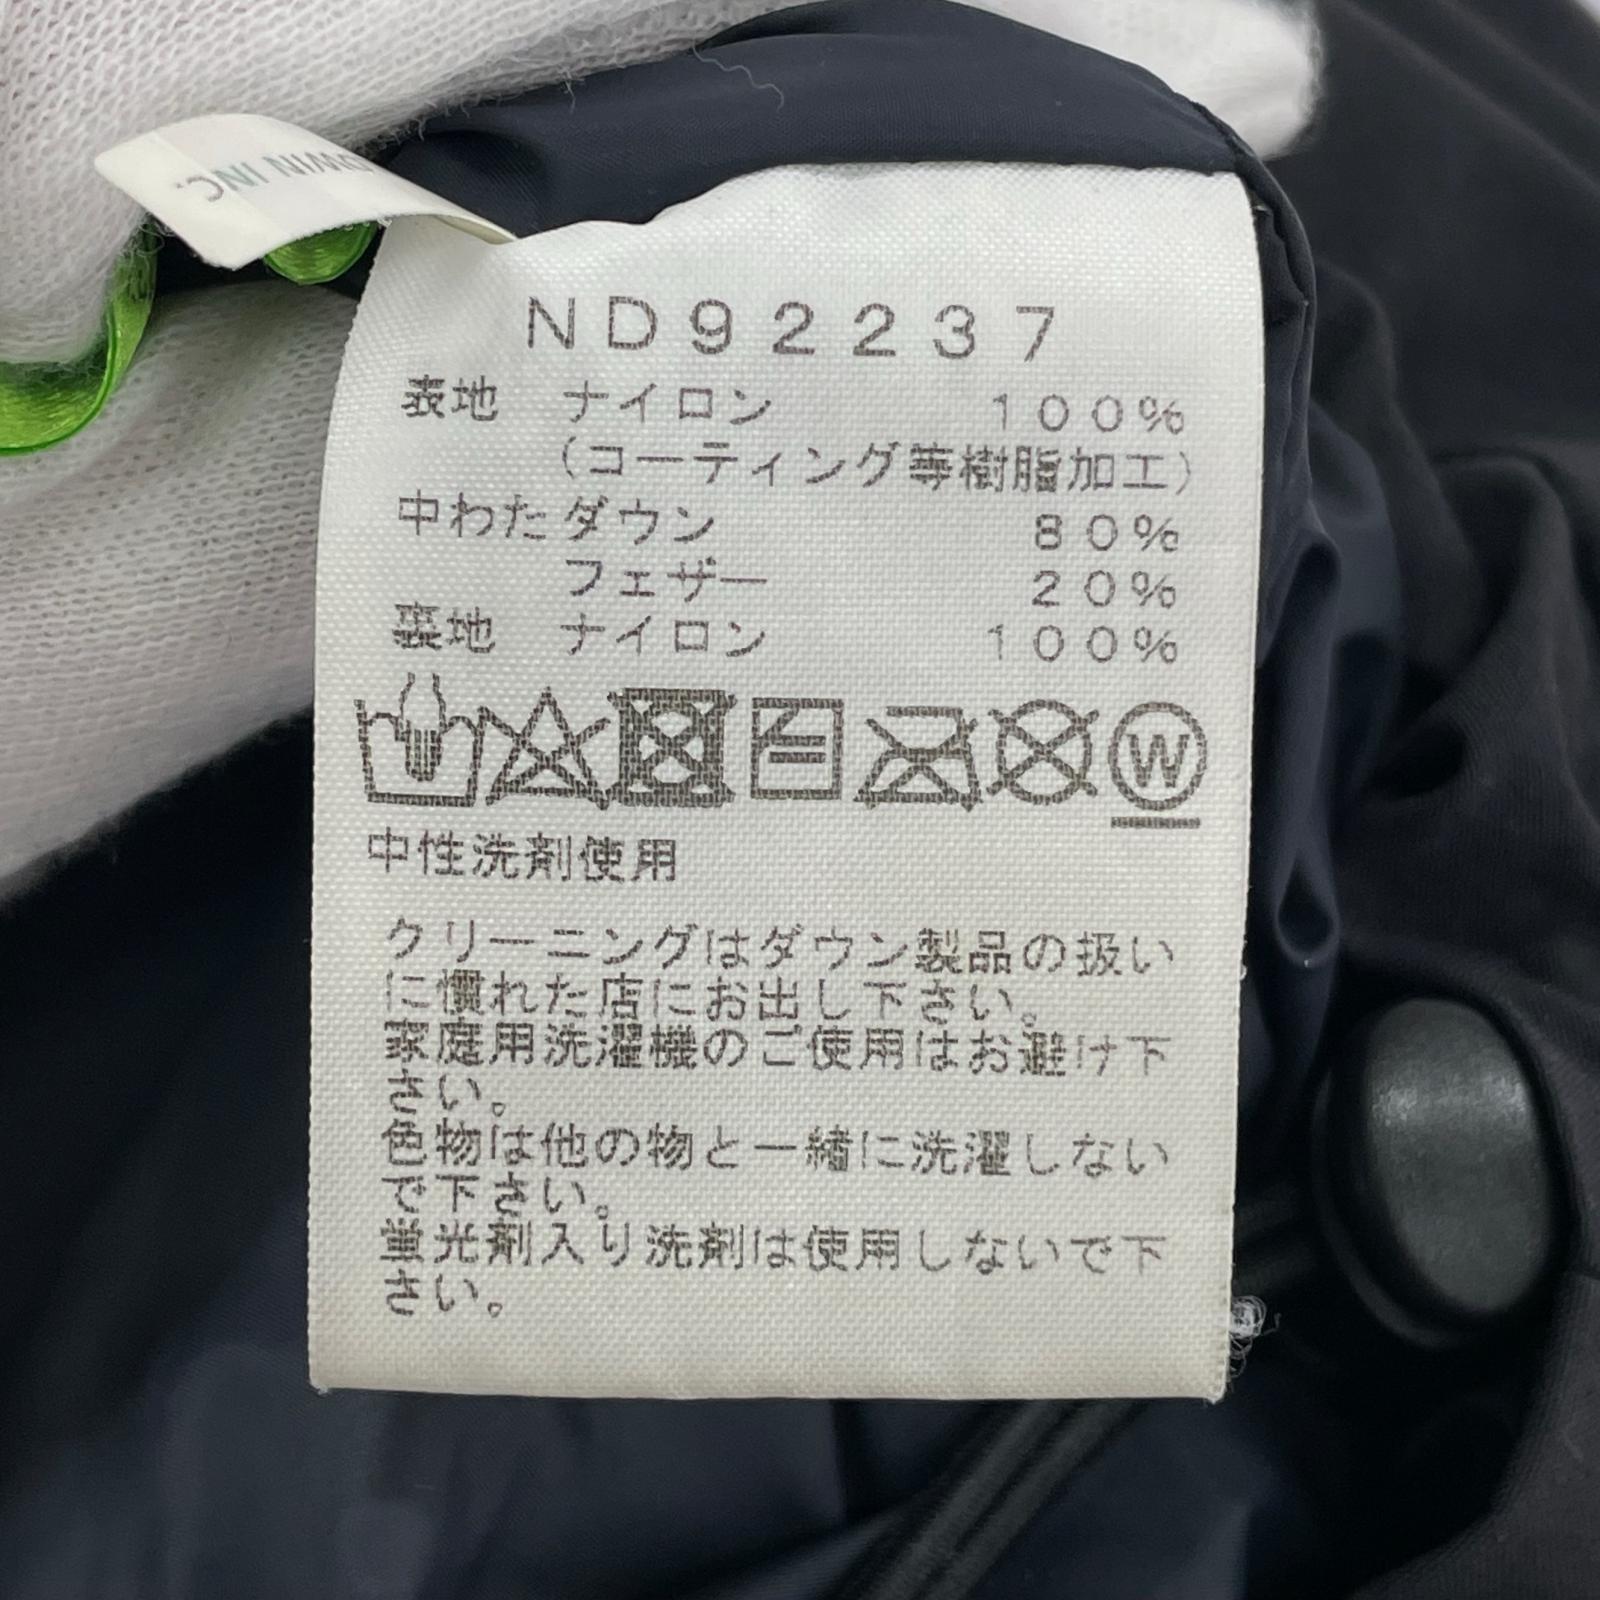 DWIN INC.
ND92237
表地 ナイロン 100%
(コーティング等樹脂加工)
中わた ダウン 80%
フェザー 20%
裏地 ナイロン 100%
W
中性洗剤使用
クリーニングはダウン製品の扱い
に慣れた店にお出し下さい。
家庭用洗濯機のご使用はお避け下
さい。
色物は他の物と一緒に洗濯しない
で下さい。
蛍光剤入り洗剤は使用しないで下
さい。